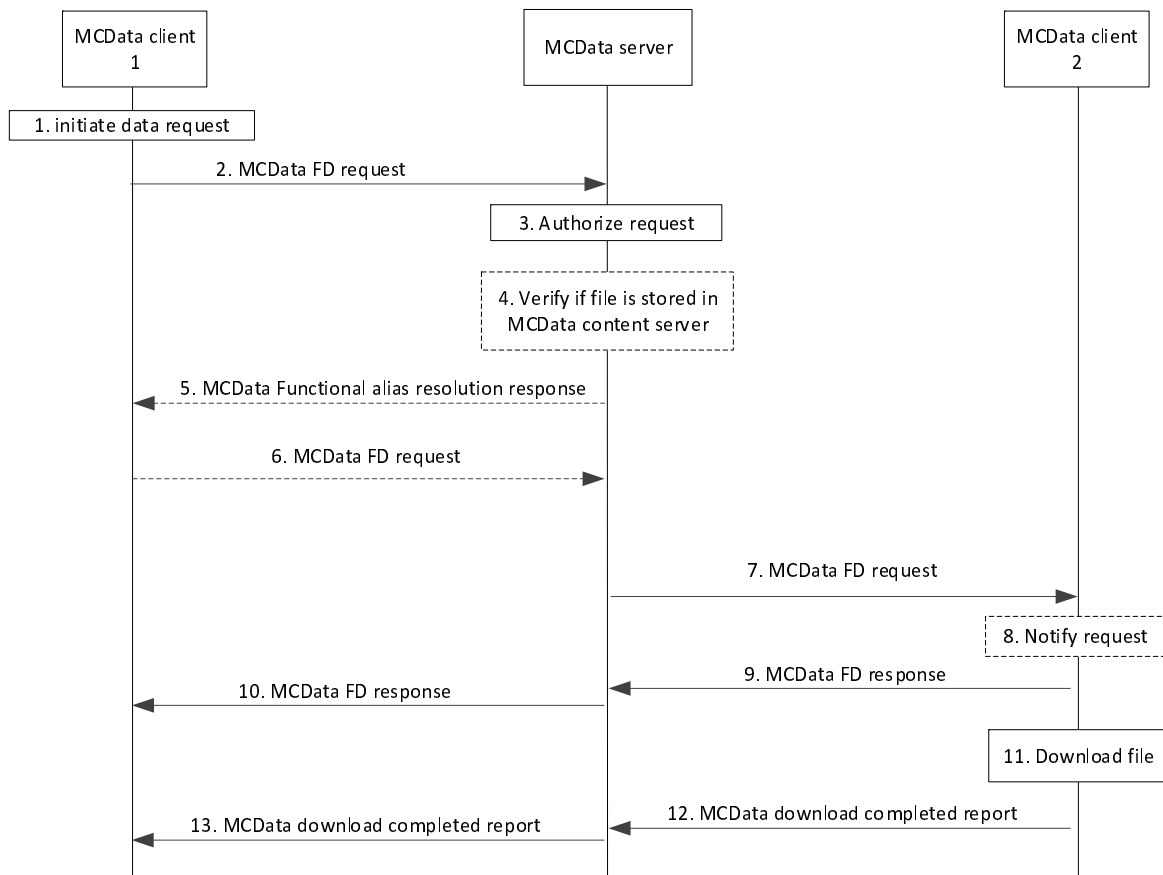 MCData client
1
MCData server
MCData client
2
1. initiate data request
2. MCData FD request
3. Authorize request
4. Verify if file is stored in
MCData content server
5. MCData Functional alias resolution response
6. MCData FD request
7. MCData FD request
8. Notify request
9. MCData FD response
10. MCData FD response
11. Download file
12. MCData download completed report
13. MCData download completed report